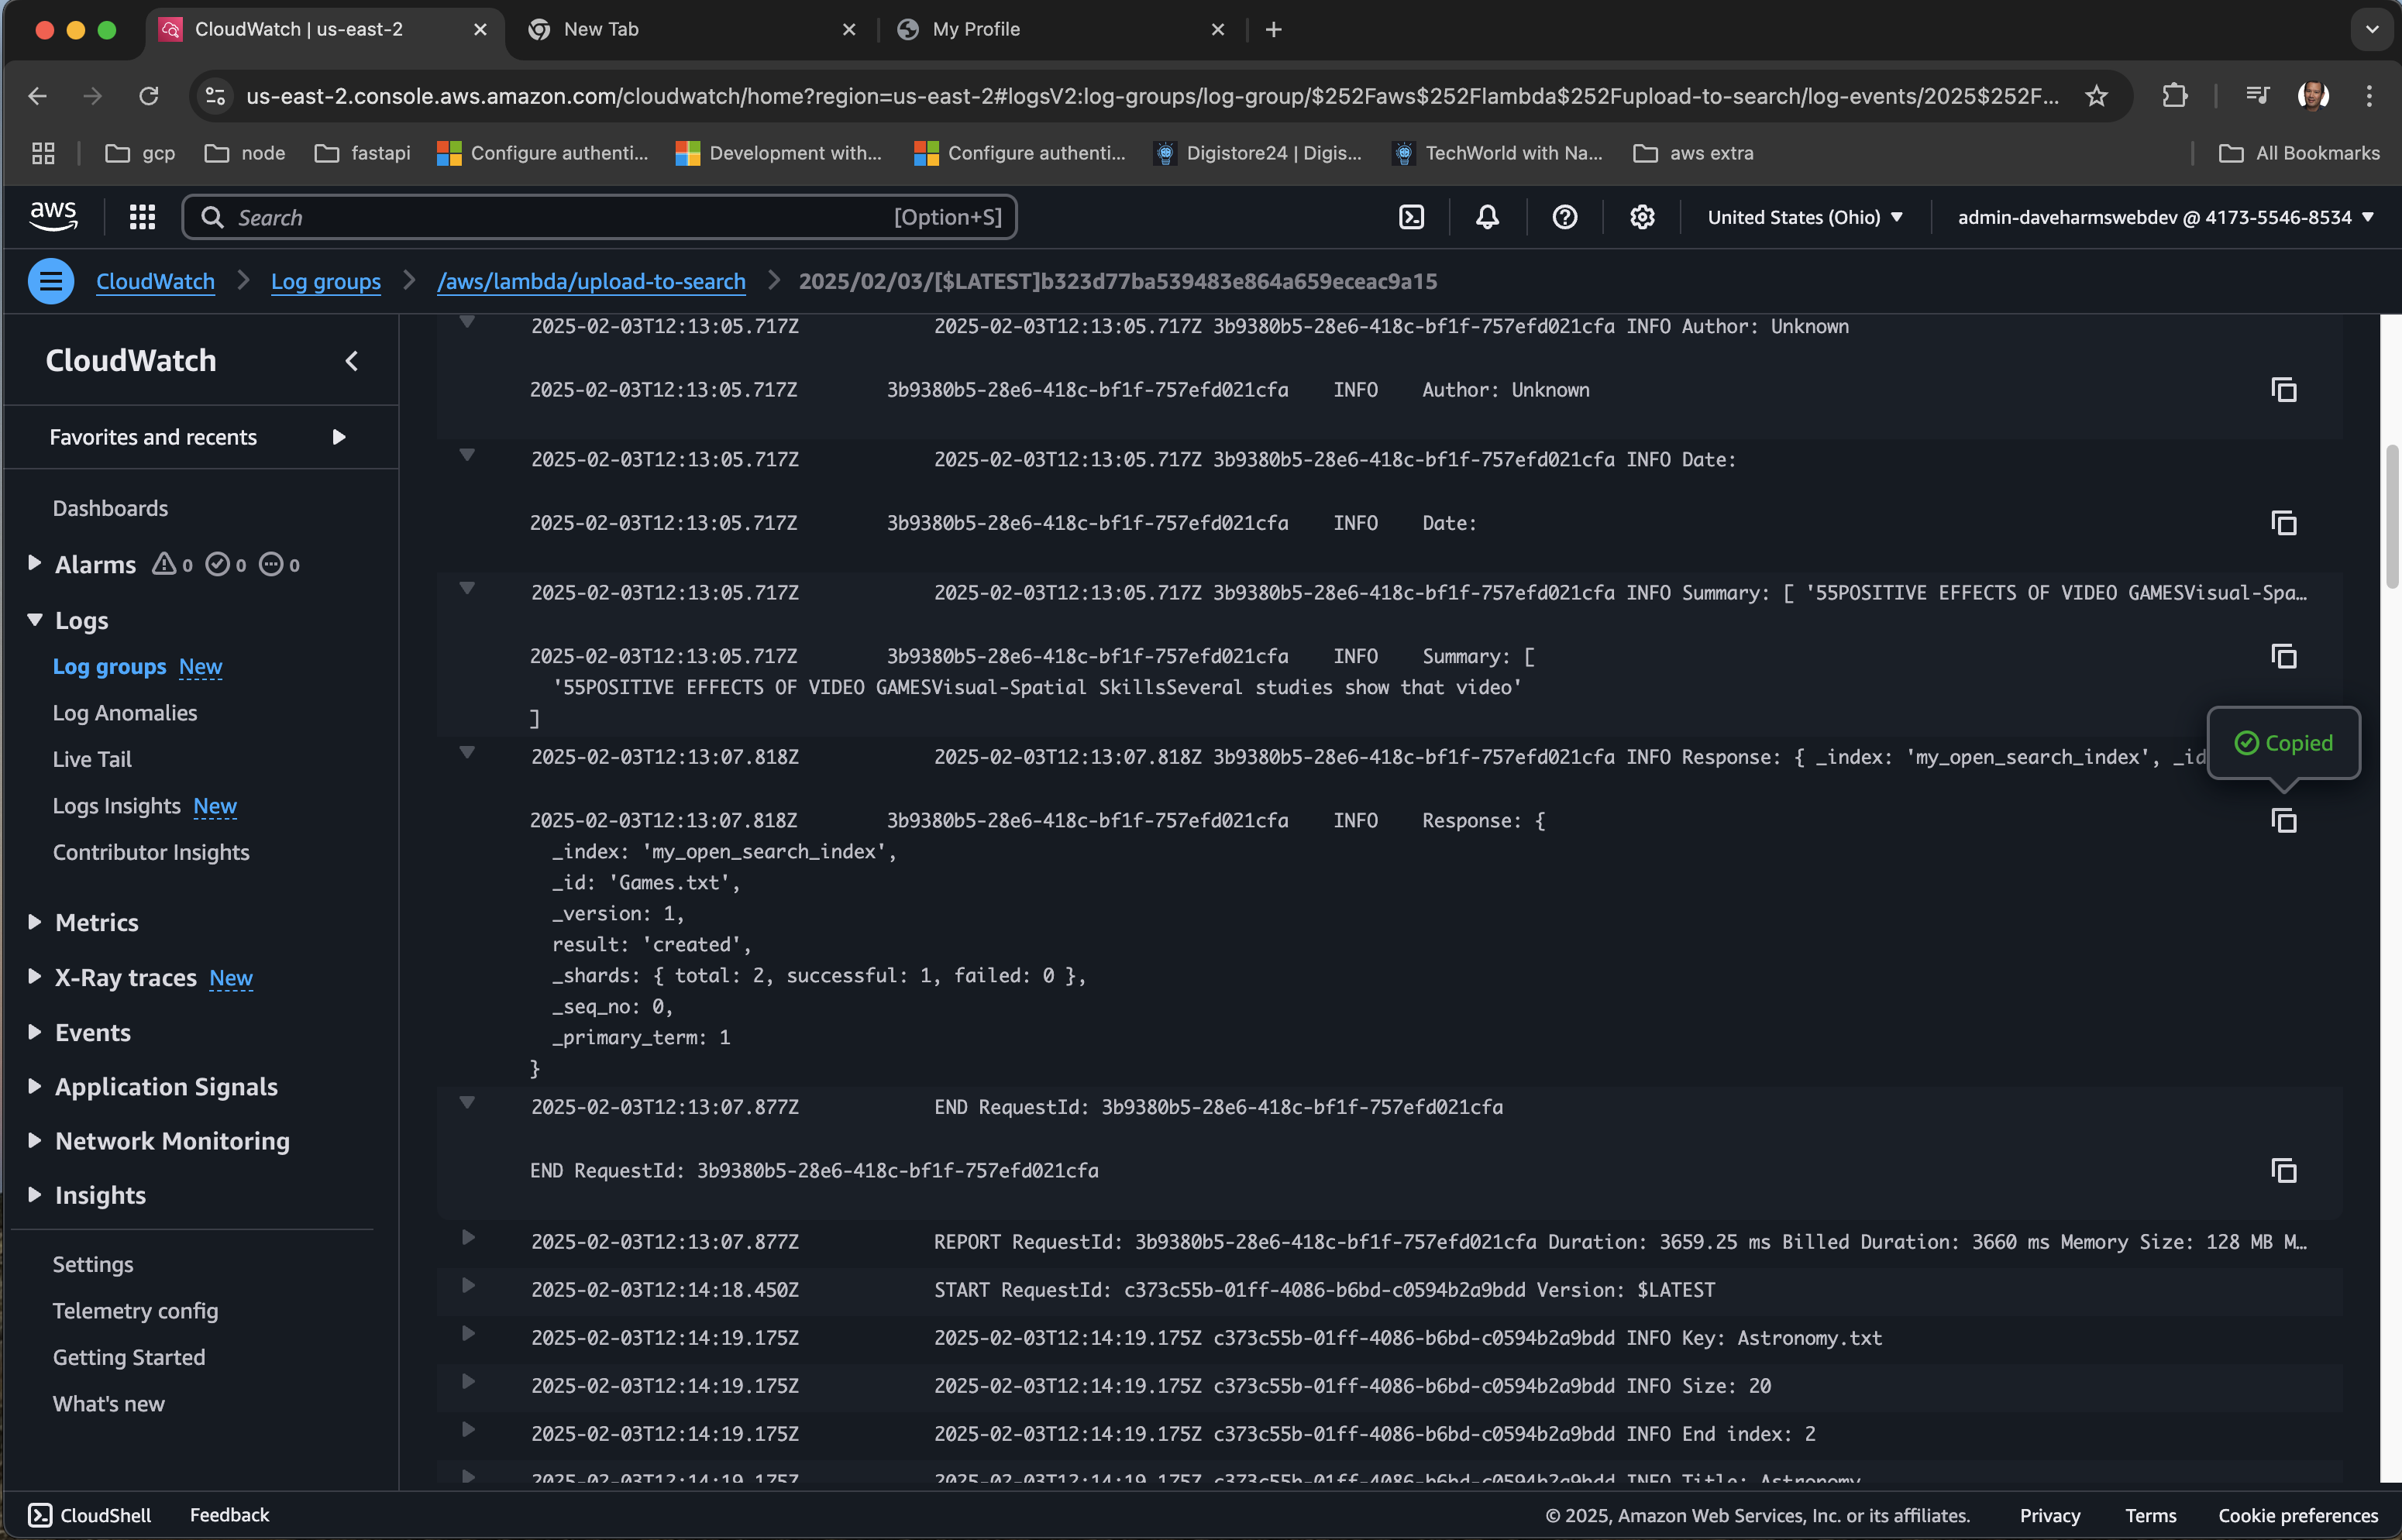 CloudWatch | us-east-2
New Tab
My Profile
us-east-2.console.aws.amazon.com/cloudwatch/home?region=us-east-2#logsV2:log-groups/log-group/$252Faws$252Flambda$252Fupload-to-search/log-events/2025$252F...
gcp
node
fastapi
Configure authenti...
Development with...
Configure authenti...
Digistore24 | Digis...
TechWorld with Na...
aws extra
All Bookmarks
aws
Search
[Option+S]
United States (Ohio)
admin-daveharmswebdev @ 4173-5546-8534
CloudWatch
Log groups
/aws/lambda/upload-to-search
2025/02/03/[$LATEST]b323d77ba539483e864a659eceac9a15
CloudWatch
Favorites and recents
Dashboards
Alarms 0 0 0
Logs
Log groups New
Log Anomalies
Live Tail
Logs Insights New
Contributor Insights
Metrics
X-Ray traces New
Events
Application Signals
Network Monitoring
Insights
Settings
Telemetry config
Getting Started
What's new
2025-02-03T12:13:05.717Z 2025-02-03T12:13:05.717Z 3b9380b5-28e6-418c-bf1f-757efd021cfa INFO Author: Unknown
2025-02-03T12:13:05.717Z 3b9380b5-28e6-418c-bf1f-757efd021cfa INFO Author: Unknown
2025-02-03T12:13:05.717Z 2025-02-03T12:13:05.717Z 3b9380b5-28e6-418c-bf1f-757efd021cfa INFO Date:
2025-02-03T12:13:05.717Z 3b9380b5-28e6-418c-bf1f-757efd021cfa INFO Date:
2025-02-03T12:13:05.717Z 2025-02-03T12:13:05.717Z 3b9380b5-28e6-418c-bf1f-757efd021cfa INFO Summary: [ '55POSITIVE EFFECTS OF VIDEO GAMESVisual-Spa...
2025-02-03T12:13:05.717Z 3b9380b5-28e6-418c-bf1f-757efd021cfa INFO Summary: [
'55POSITIVE EFFECTS OF VIDEO GAMESVisual-Spatial SkillsSeveral studies show that video'
]
Copied
2025-02-03T12:13:07.818Z 2025-02-03T12:13:07.818Z 3b9380b5-28e6-418c-bf1f-757efd021cfa INFO Response: { _index: 'my_open_search_index', _id
2025-02-03T12:13:07.818Z 3b9380b5-28e6-418c-bf1f-757efd021cfa INFO Response: {
_index: 'my_open_search_index',
_id: 'Games.txt',
_version: 1,
result: 'created',
_shards: { total: 2, successful: 1, failed: 0 },
_seq_no: 0,
_primary_term: 1
}
2025-02-03T12:13:07.877Z END RequestId: 3b9380b5-28e6-418c-bf1f-757efd021cfa
END RequestId: 3b9380b5-28e6-418c-bf1f-757efd021cfa
2025-02-03T12:13:07.877Z REPORT RequestId: 3b9380b5-28e6-418c-bf1f-757efd021cfa Duration: 3659.25 ms Billed Duration: 3660 ms Memory Size: 128 MB M...
2025-02-03T12:14:18.450Z START RequestId: c373c55b-01ff-4086-b6bd-c0594b2a9bdd Version: $LATEST
2025-02-03T12:14:19.175Z 2025-02-03T12:14:19.175Z c373c55b-01ff-4086-b6bd-c0594b2a9bdd INFO Key: Astronomy.txt
2025-02-03T12:14:19.175Z 2025-02-03T12:14:19.175Z c373c55b-01ff-4086-b6bd-c0594b2a9bdd INFO Size: 20
2025-02-03T12:14:19.175Z 2025-02-03T12:14:19.175Z c373c55b-01ff-4086-b6bd-c0594b2a9bdd INFO End index: 2
2025-02-03T12:14:19.175Z 2025-02-03T12:14:19.175Z c373c55b-01ff-4086-b6bd-c0594b2a9bdd INFO Title: Astronomy
CloudShell
Feedback
© 2025, Amazon Web Services, Inc. or its affiliates.
Privacy
Terms
Cookie preferences